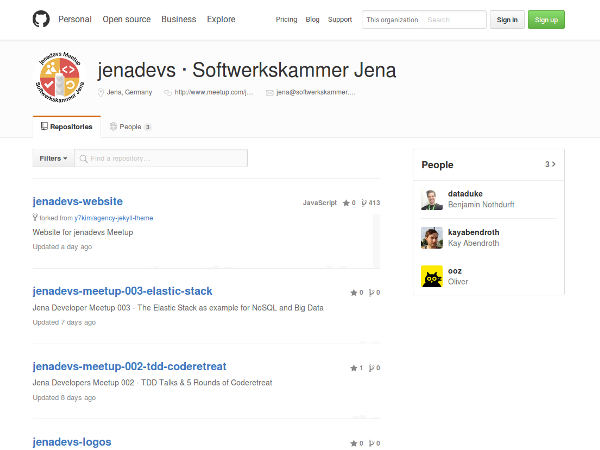 Personal Open source Business Explore
Pricing Blog Support
This organization Search
Sign in Sign up
jenadevs Meetup
Softwerkskammer Jena
jenadevs · Softwerkskammer Jena
Jena, Germany http://www.meetup.com/j… jena@softwerkskammer.…
Repositories People 3
Filters Find a repository…
jenadevs-website
JavaScript 0 413
forked from y7kim/agency-jekyll-theme
Website for jenadevs Meetup
Updated a day ago
jenadevs-meetup-003-elastic-stack
0 0
Jena Developer Meetup 003 - The Elastic Stack as example for NoSQL and Big Data
Updated 7 days ago
jenadevs-meetup-002-tdd-coderetreat
1 0
Jena Developers Meetup 002 - TDD Talks & 5 Rounds of Coderetreat
Updated 6 days ago
jenadevs-logos
0 0
People 3
dataduke
Benjamin Nothdurft
kayabendroth
Kay Abendroth
ooz
Oliver